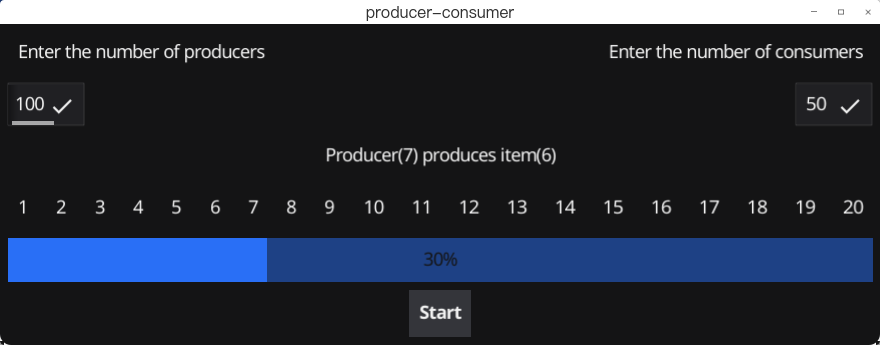 producer-consumer
Enter the number of producers Enter the number of consumers
100 50
Producer(7) produces item(6)
1 2 3 4 5 6 7 8 9 10 11 12 13 14 15 16 17 18 19 20
30%
Start